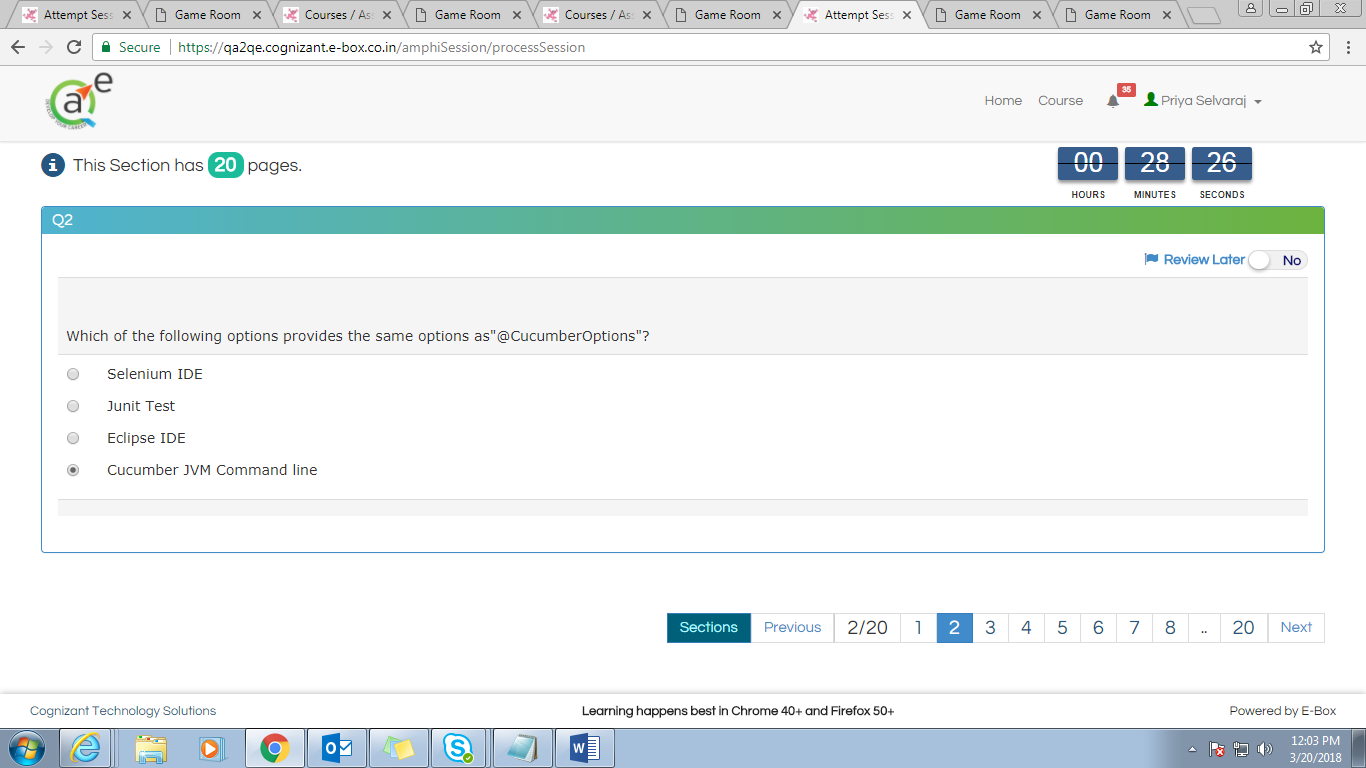 Attempt Sess
Game Room
Courses / As
Game Room
Courses / As
Game Room
Attempt Sess
Game Room
Game Room
Secure
https://qa2qe.cognizant.e-box.co.in/amphiSession/processSession
a e
Home
Course
35
Priya Selvaraj
This Section has 20 pages.
00 28 26
HOURS MINUTES SECONDS
Q2
Review Later No
Which of the following options provides the same options as"@CucumberOptions"?
Selenium IDE
Junit Test
Eclipse IDE
Cucumber JVM Command line
Sections Previous 2/20 1 2 3 4 5 6 7 8 .. 20 Next
Cognizant Technology Solutions
Learning happens best in Chrome 40+ and Firefox 50+
Powered by E-Box
12:03 PM
3/20/2018